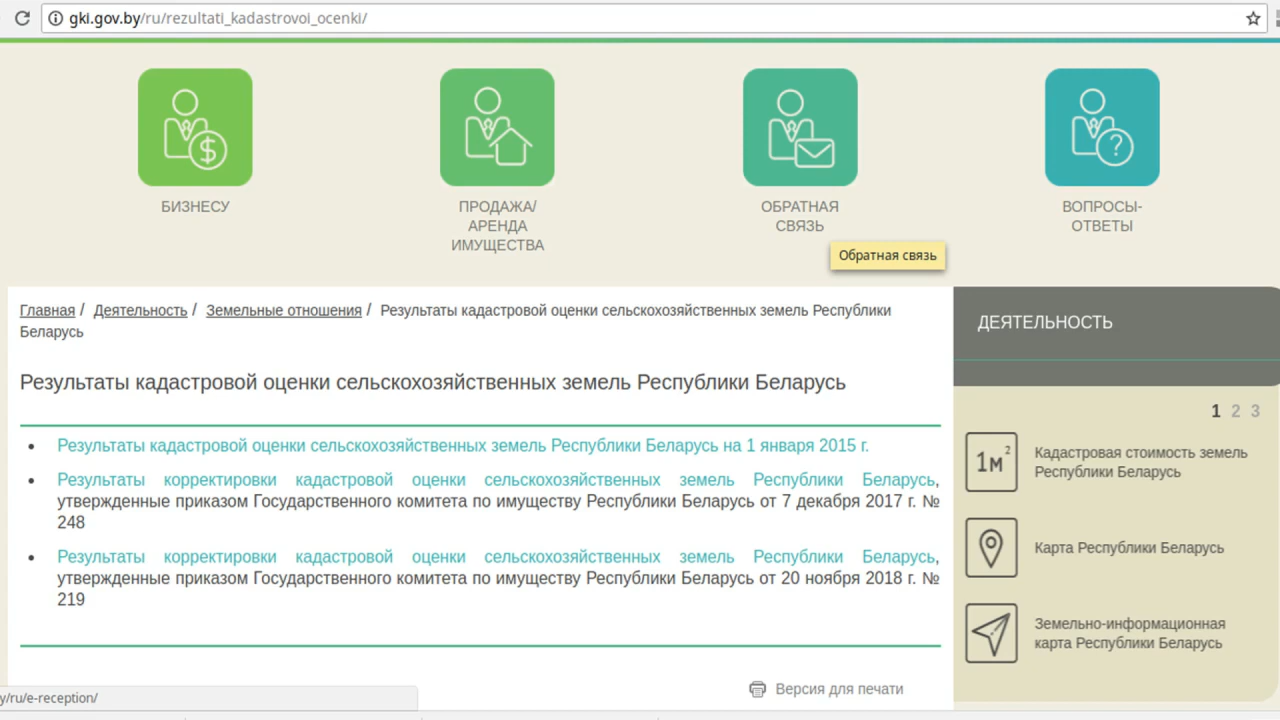 gki.gov.by/ru/rezultati_kadastrovoi_ocenki/
$
?
БИЗНЕСУ
ПРОДАЖА/
АРЕНДА
ИМУЩЕСТВА
ОБРАТНАЯ
СВЯЗЬ
ВОПРОСЫ-
ОТВЕТЫ
Обратная связь
Главная / Деятельность / Земельные отношения / Результаты кадастровой оценки сельскохозяйственных земель Республики
Беларусь
Результаты кадастровой оценки сельскохозяйственных земель Республики Беларусь
• Результаты кадастровой оценки сельскохозяйственных земель Республики Беларусь на 1 января 2015 г.
• Результаты корректировки кадастровой оценки сельскохозяйственных земель Республики Беларусь,
утвержденные приказом Государственного комитета по имуществу Республики Беларусь от 7 декабря 2017 г. №
248
• Результаты корректировки кадастровой оценки сельскохозяйственных земель Республики Беларусь,
утвержденные приказом Государственного комитета по имуществу Республики Беларусь от 20 ноября 2018 г. №
219
Версия для печати
ДЕЯТЕЛЬНОСТЬ
1 2 3
1м²
Кадастровая стоимость земель
Республики Беларусь
Карта Республики Беларусь
Земельно-информационная
карта Республики Беларусь
y/ru/e-reception/